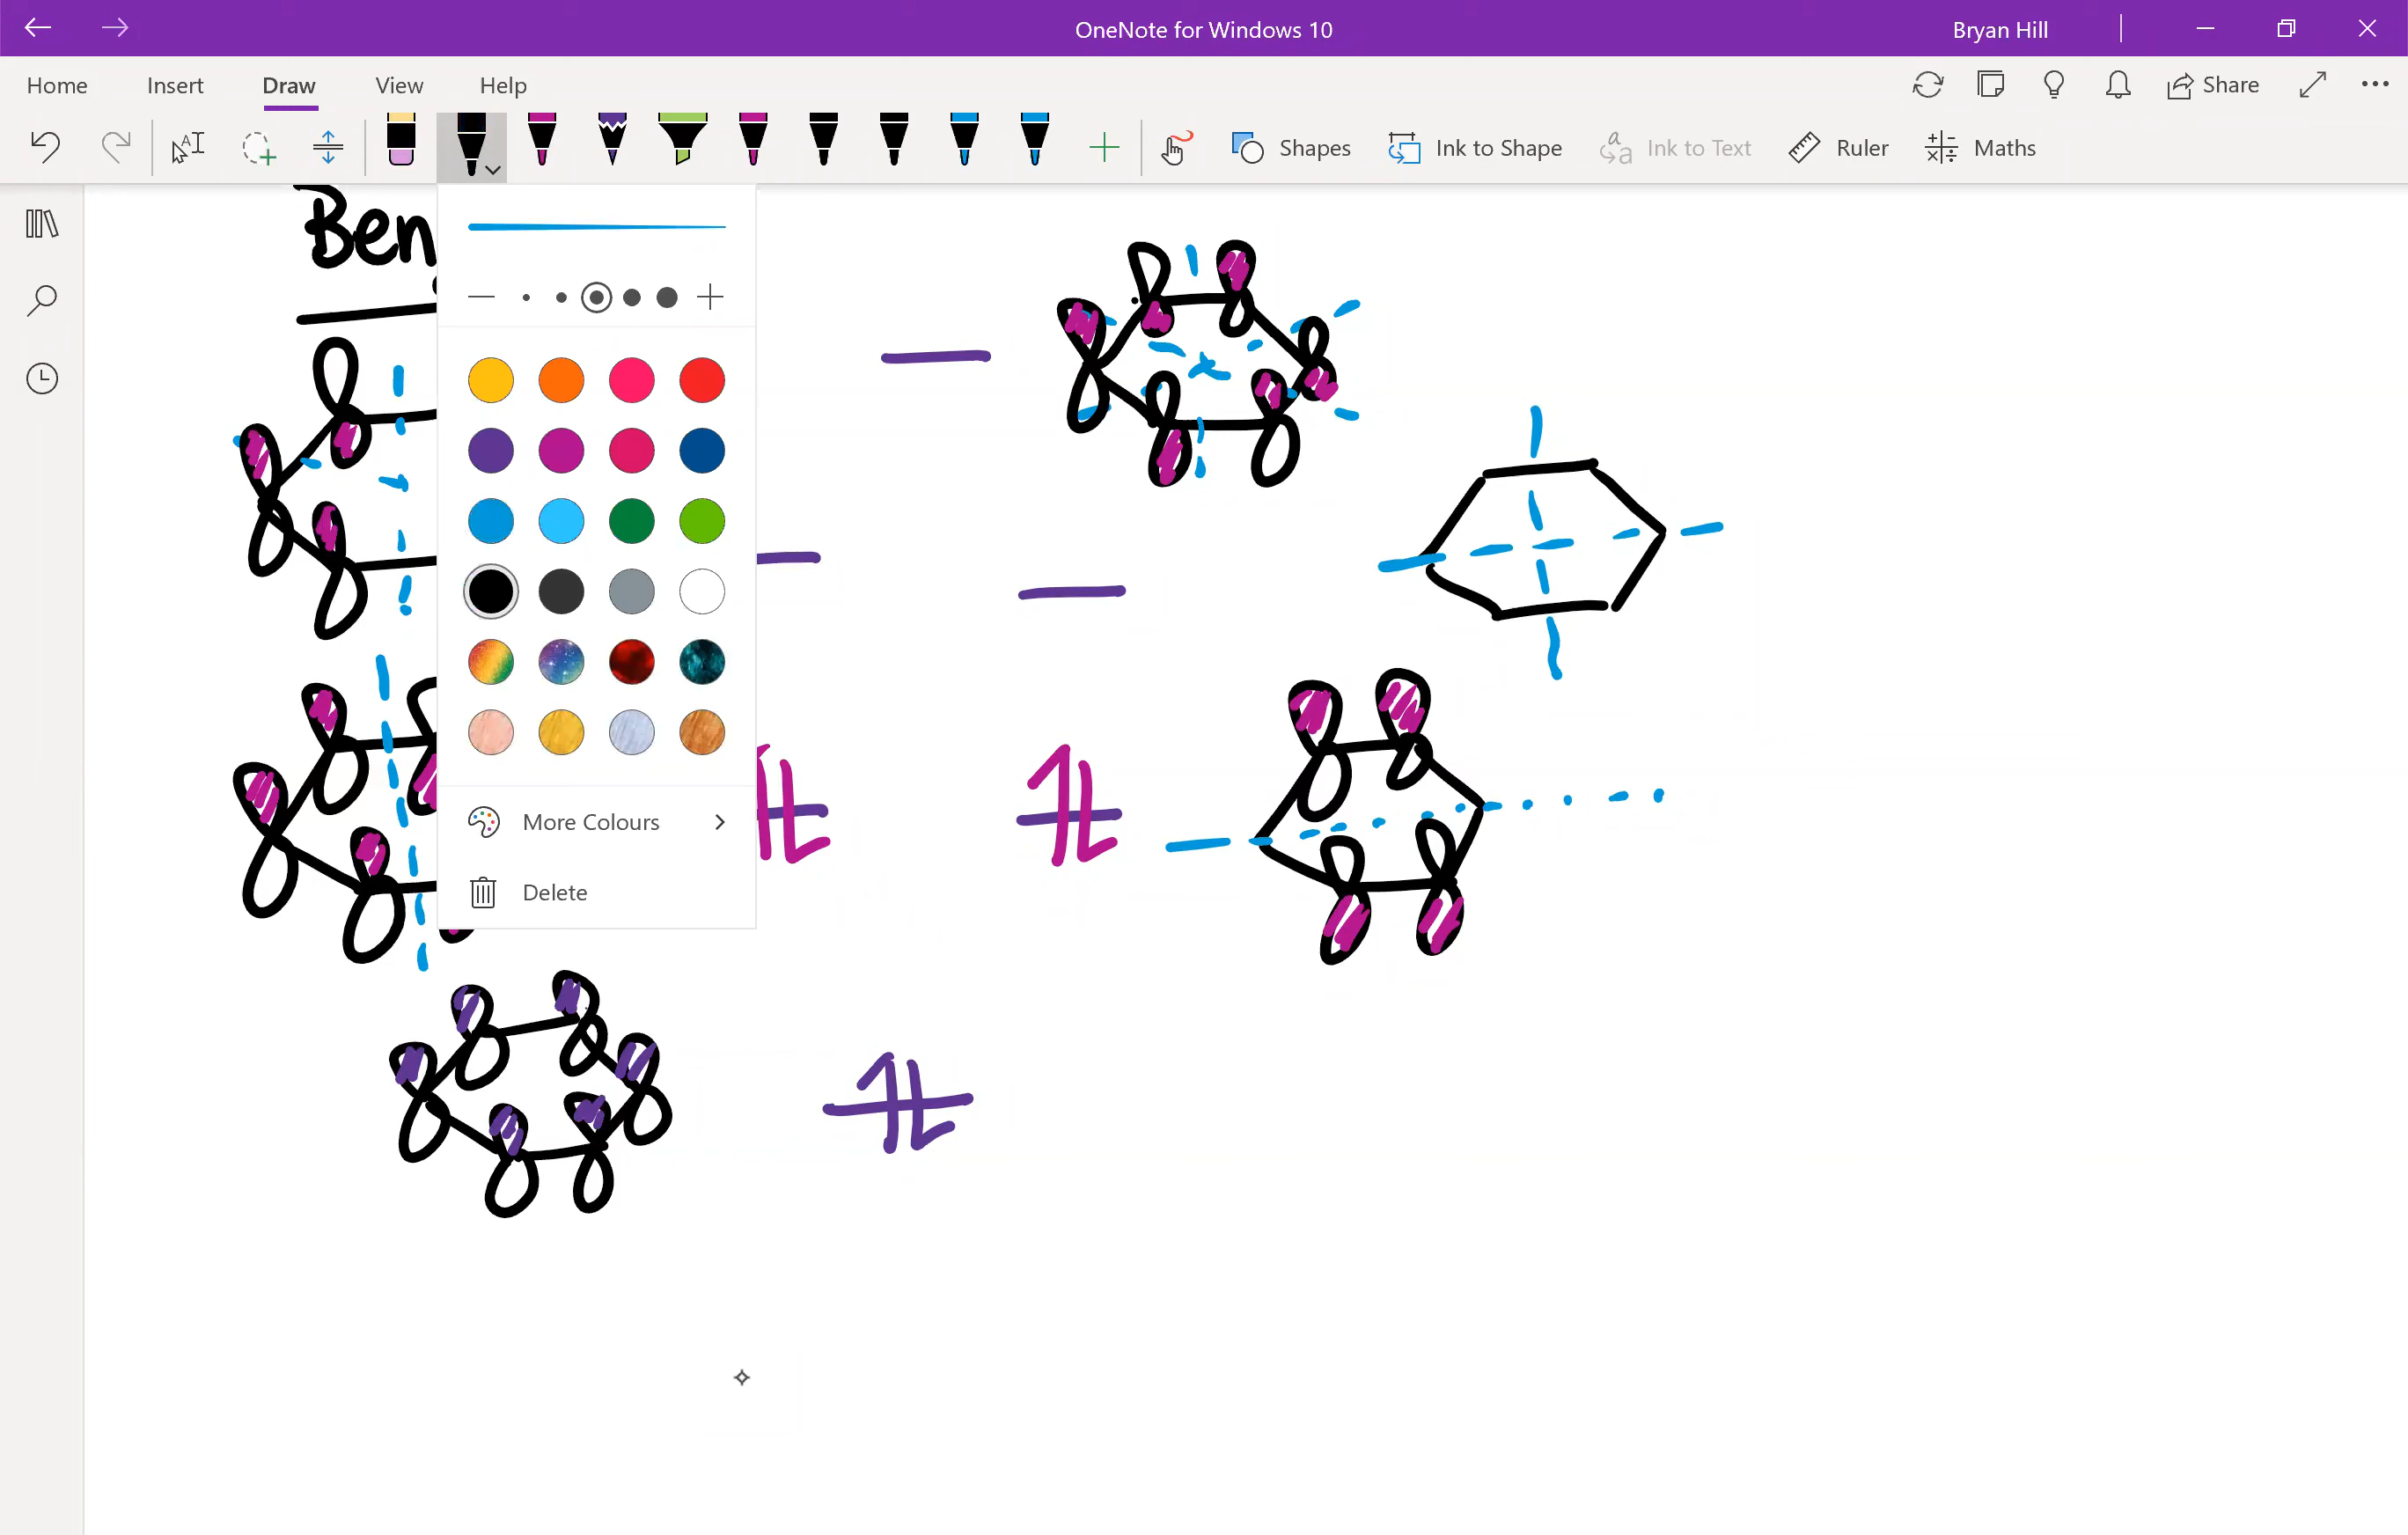 OneNote for Windows 10
Bryan Hill
Home
Insert
Draw
View
Help
Share
Shapes
Ink to Shape
Ink to Text
Ruler
Maths
Ben
More Colours
Delete